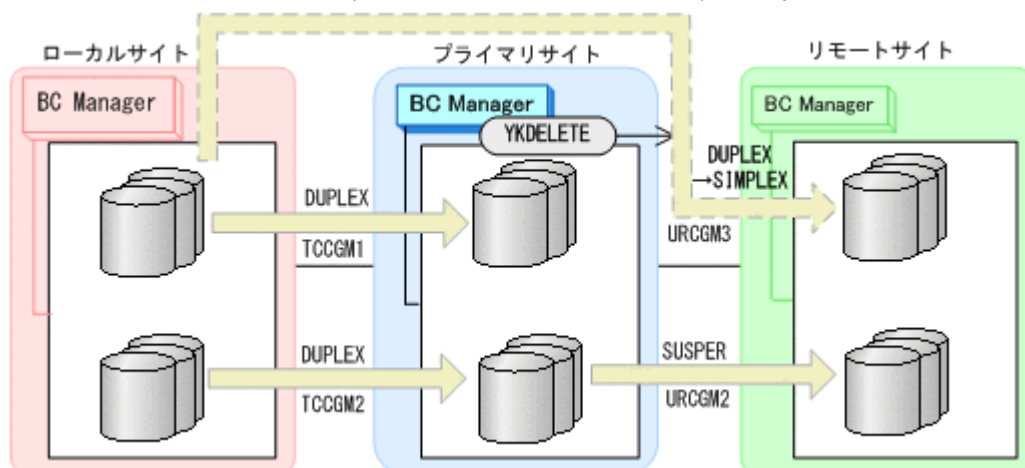 ローカルサイト
プライマリサイト
リモートサイト
BC Manager
BC Manager
BC Manager
YKDELETE
DUPLEX
→SIMPLEX
DUPLEX
TCCGM1
URCGM3
DUPLEX
TCCGM2
SUSPER
URCGM2